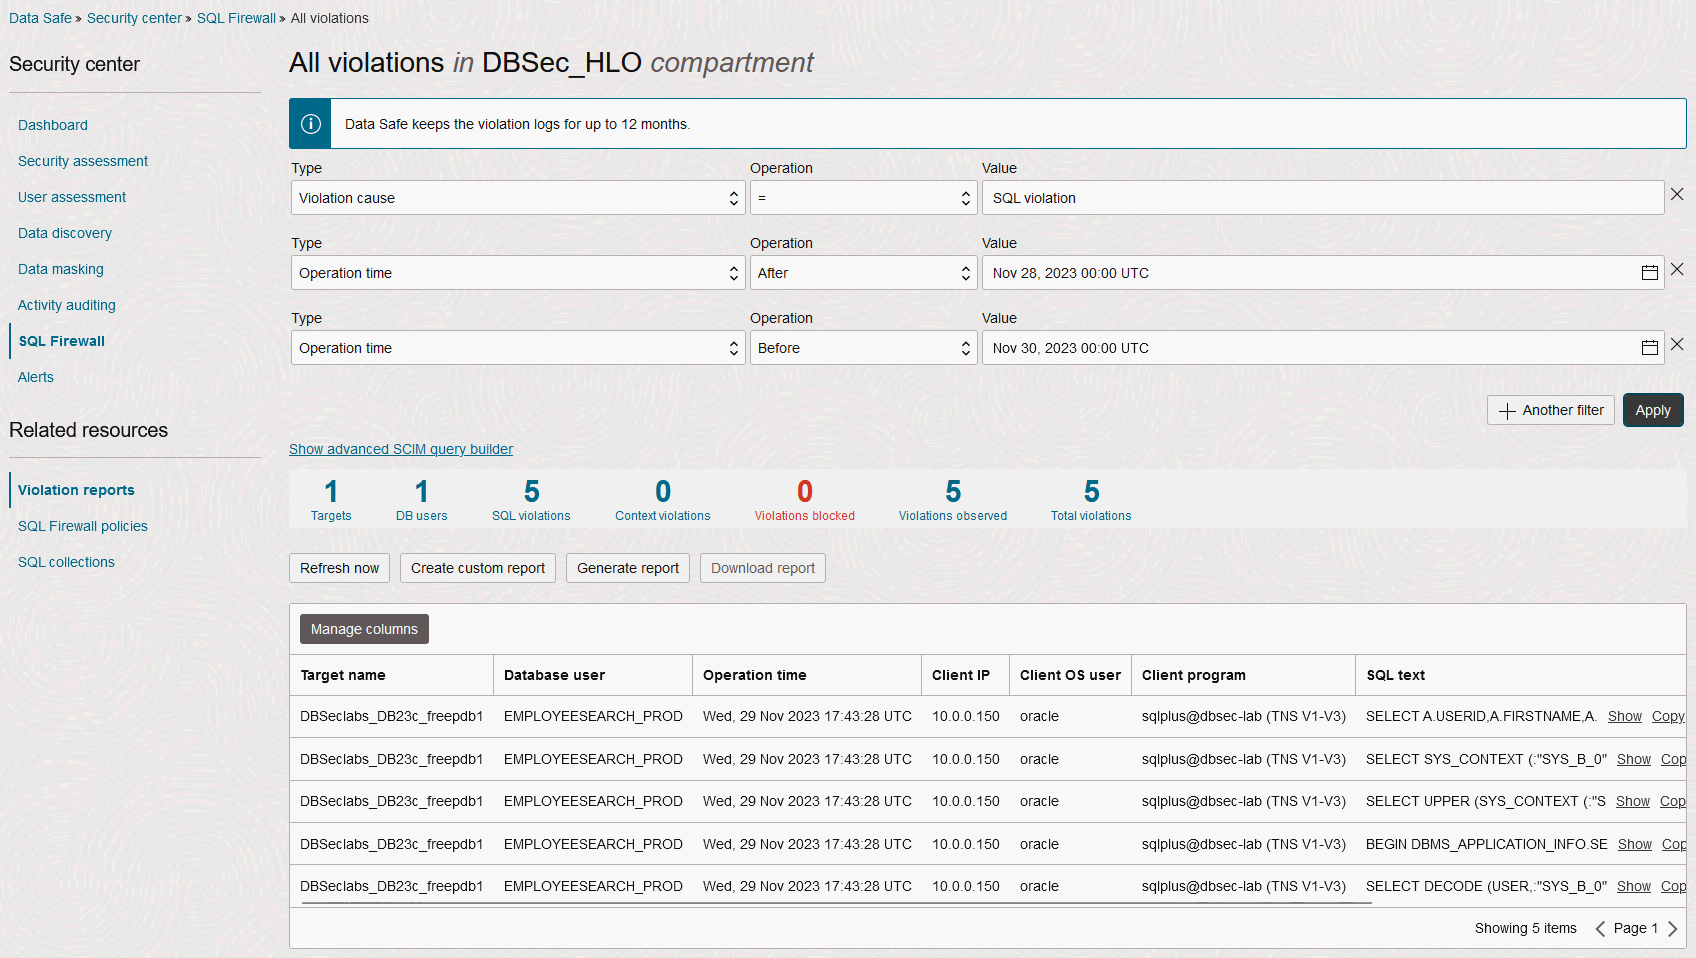 Data Safe » Security center » SQL Firewall » All violations
Security center
Dashboard
Security assessment
User assessment
Data discovery
Data masking
Activity auditing
SQL Firewall
Alerts
Related resources
Violation reports
SQL Firewall policies
SQL collections
All violations in DBSec_HLO compartment
Data Safe keeps the violation logs for up to 12 months.
Type Operation Value
Violation cause = SQL violation
Type Operation Value
Operation time After Nov 28, 2023 00:00 UTC
Type Operation Value
Operation time Before Nov 30, 2023 00:00 UTC
Another filter Apply
Show advanced SCIM query builder
1 1 5 0 0 5 5
Targets DB users SQL violations Context violations Violations blocked Violations observed Total violations
Refresh now Create custom report Generate report Download report
Manage columns
Target name Database user Operation time Client IP Client OS user Client program SQL text
DBSeclabs_DB23c_freepdb1 EMPLOYEESEARCH_PROD Wed, 29 Nov 2023 17:43:28 UTC 10.0.0.150 oracle sqlplus@dbsec-lab (TNS V1-V3) SELECT A.USERID,A.FIRSTNAME,A. Show Copy
DBSeclabs_DB23c_freepdb1 EMPLOYEESEARCH_PROD Wed, 29 Nov 2023 17:43:28 UTC 10.0.0.150 oracle sqlplus@dbsec-lab (TNS V1-V3) SELECT SYS_CONTEXT (:"SYS_B_0" Show Cop
DBSeclabs_DB23c_freepdb1 EMPLOYEESEARCH_PROD Wed, 29 Nov 2023 17:43:28 UTC 10.0.0.150 oracle sqlplus@dbsec-lab (TNS V1-V3) SELECT UPPER (SYS_CONTEXT (:"S Show Cop
DBSeclabs_DB23c_freepdb1 EMPLOYEESEARCH_PROD Wed, 29 Nov 2023 17:43:28 UTC 10.0.0.150 oracle sqlplus@dbsec-lab (TNS V1-V3) BEGIN DBMS_APPLICATION_INFO.SE Show Cop
DBSeclabs_DB23c_freepdb1 EMPLOYEESEARCH_PROD Wed, 29 Nov 2023 17:43:28 UTC 10.0.0.150 oracle sqlplus@dbsec-lab (TNS V1-V3) SELECT DECODE (USER,:"SYS_B_0" Show Cop
Showing 5 items Page 1